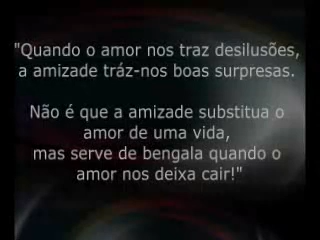 "Quando o amor nos traz desilusões,
a amizade tráz-nos boas surpresas.
Não é que a amizade substitua o
amor de uma vida,
mas serve de bengala quando o
amor nos deixa cair!"